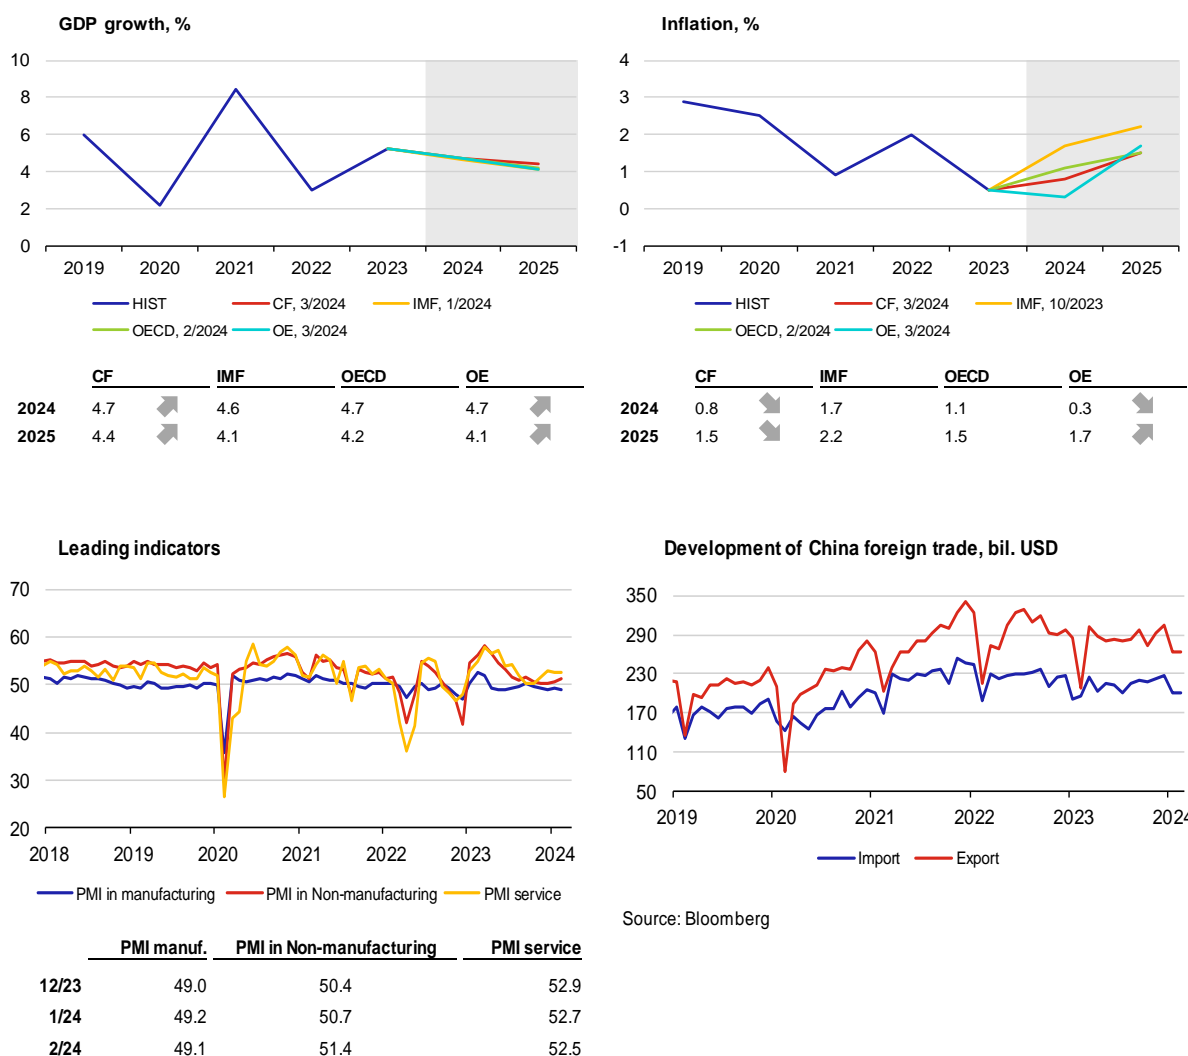 GDP growth, %
10
8
6
4
2
0
2019 2020 2021 2022 2023 2024 2025
HIST CF, 3/2024 IMF, 1/2024
OECD, 2/2024 OE, 3/2024
CF IMF OECD OE
2024 4.7 4.6 4.7 4.7
2025 4.4 4.1 4.2 4.1
Inflation, %
4
3
2
1
0
-1
2019 2020 2021 2022 2023 2024 2025
HIST CF, 3/2024 IMF, 10/2023
OECD, 2/2024 OE, 3/2024
CF IMF OECD OE
2024 0.8 1.7 1.1 0.3
2025 1.5 2.2 1.5 1.7
Leading indicators
70
60
50
40
30
20
2018 2019 2020 2021 2022 2023 2024
PMI in manufacturing PMI in Non-manufacturing PMI service
PMI manuf. PMI in Non-manufacturing PMI service
12/23 49.0 50.4 52.9
1/24 49.2 50.7 52.7
2/24 49.1 51.4 52.5
Development of China foreign trade, bil. USD
350
290
230
170
110
50
2019 2020 2021 2022 2023 2024
Import Export
Source: Bloomberg